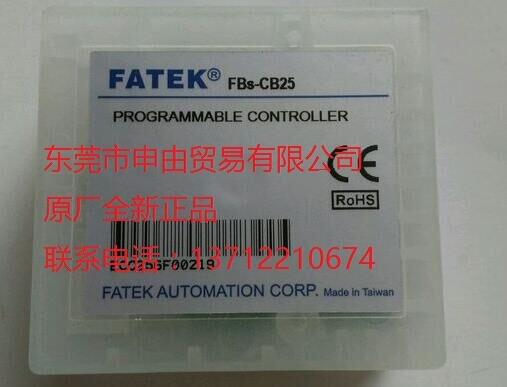 FATEK® FBs-CB25
PROGRAMMABLE CONTROLLER
东莞市申由贸易有限公司
CE
原厂全新正品
RoHS
联系电话：13712210674
FATEK AUTOMATION CORP. Made in Taiwan